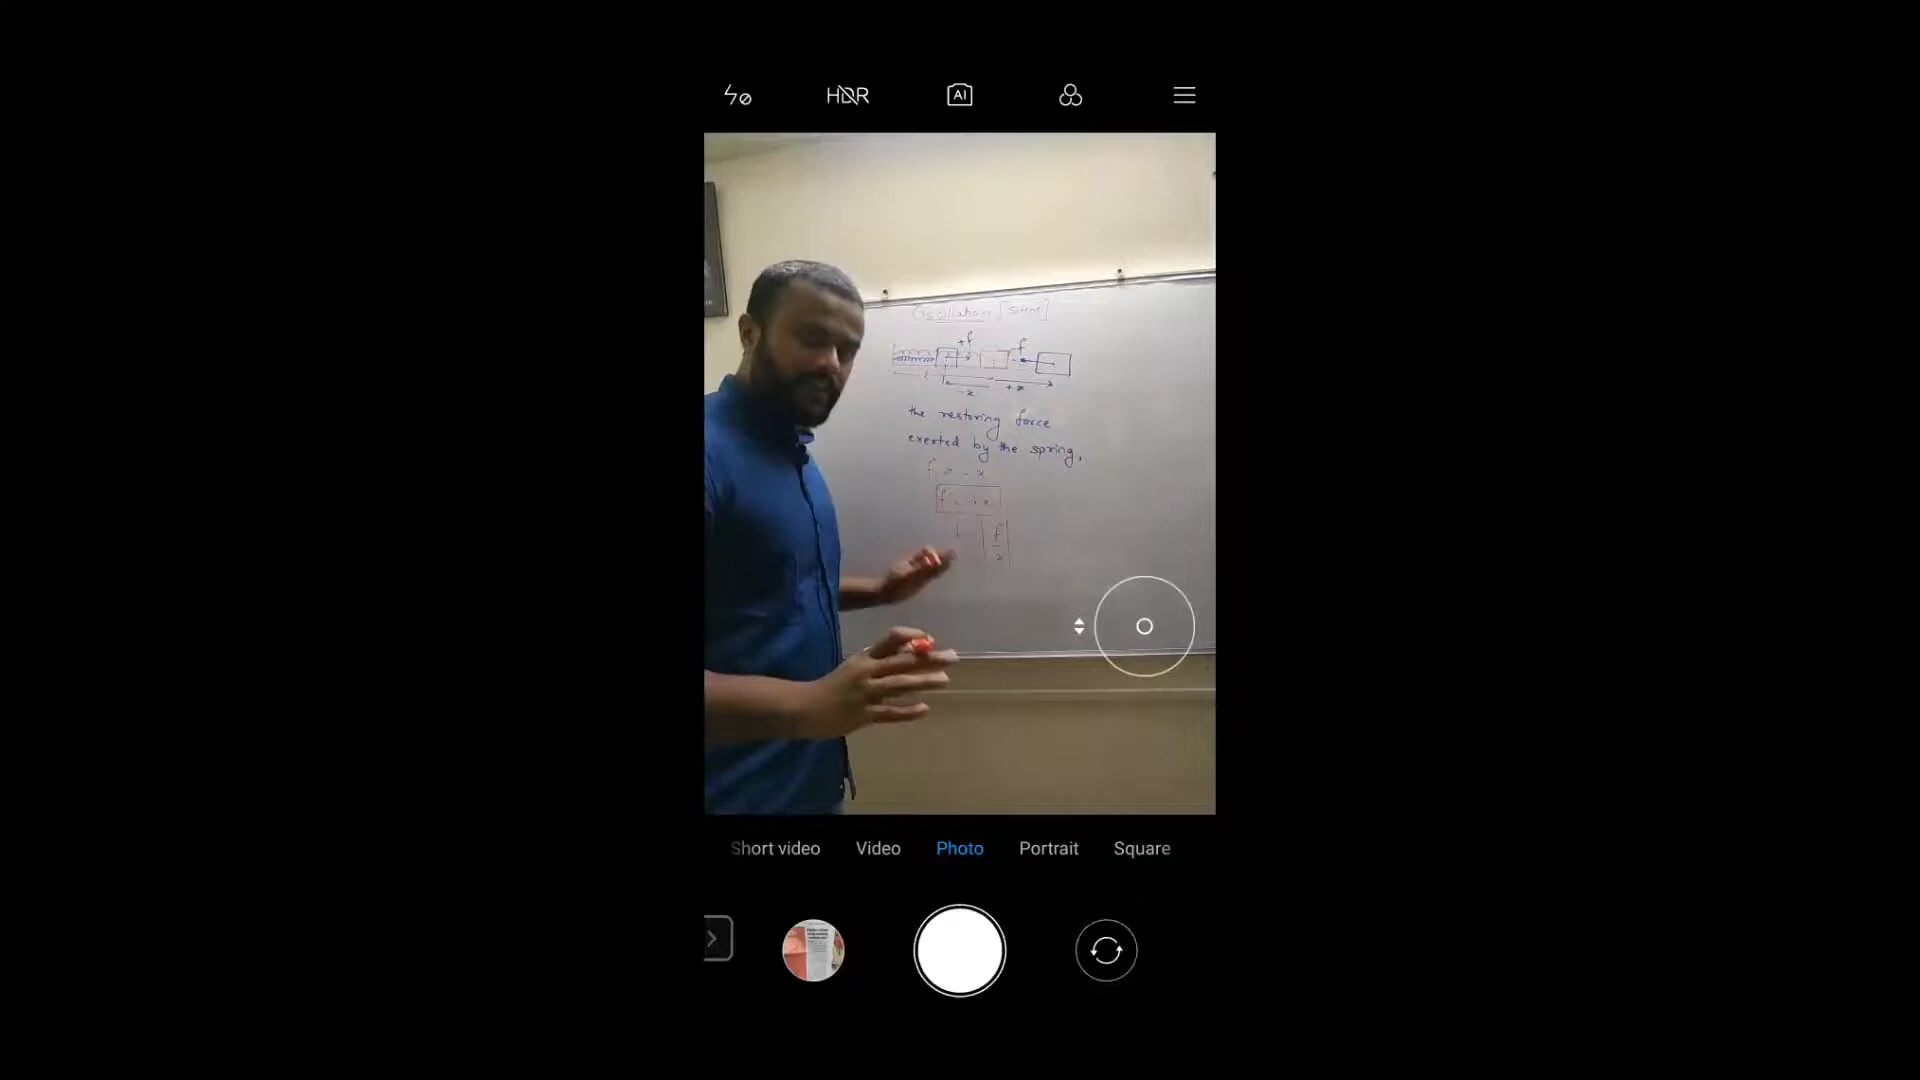 HDR
AI
Oscillation [SHM]
+f
-f
l
-x
+x
the restoring force
exerted by the spring,
f α - x
f = - k x
k
f
x
Short video Video Photo Portrait Square